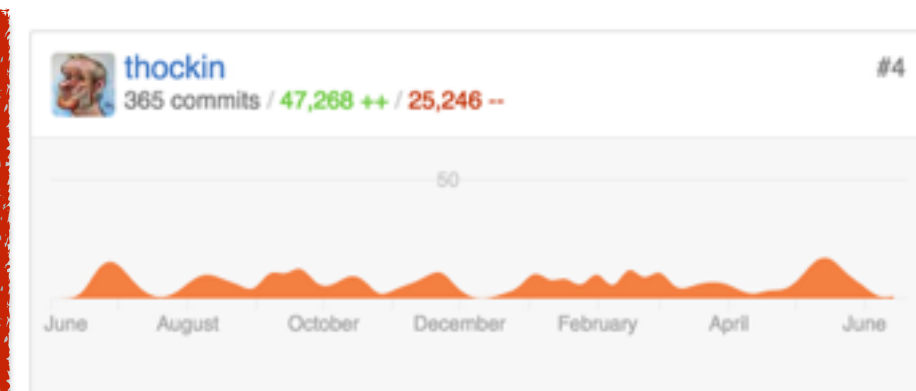 thockin
#4
365 commits / 47,268 ++ / 25,246 --
50
June August October December February April June